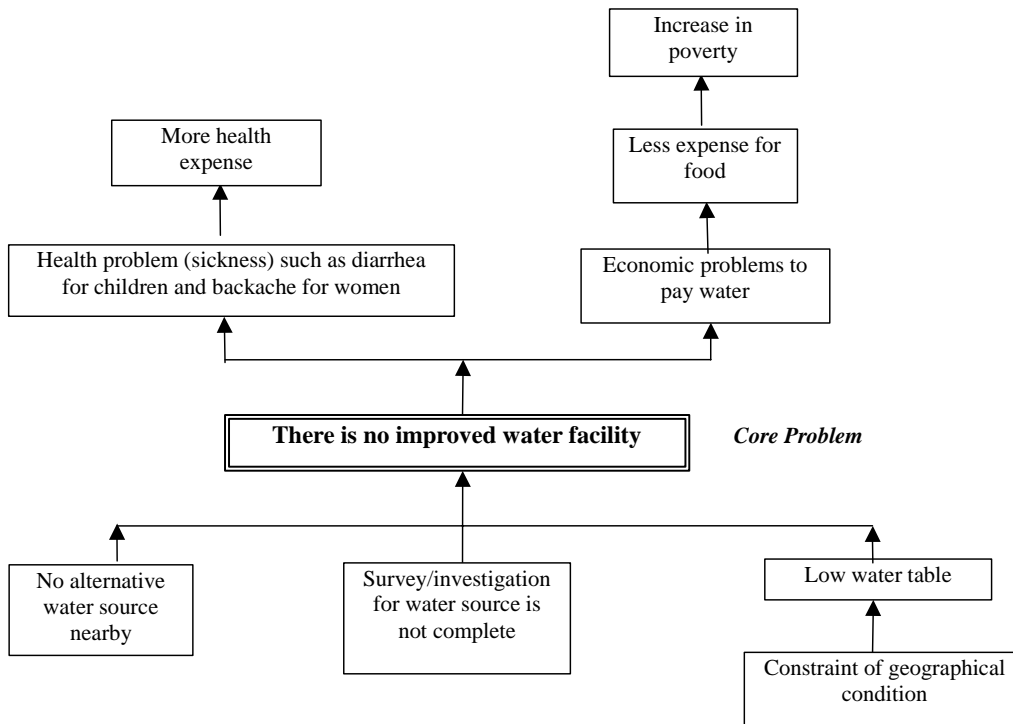 Increase in
poverty
More health
expense
Less expense for
food
Health problem (sickness) such as diarrhea
for children and backache for women
Economic problems to
pay water
There is no improved water facility
Core Problem
No alternative
water source
nearby
Survey/investigation
for water source is
not complete
Low water table
Constraint of geographical
condition